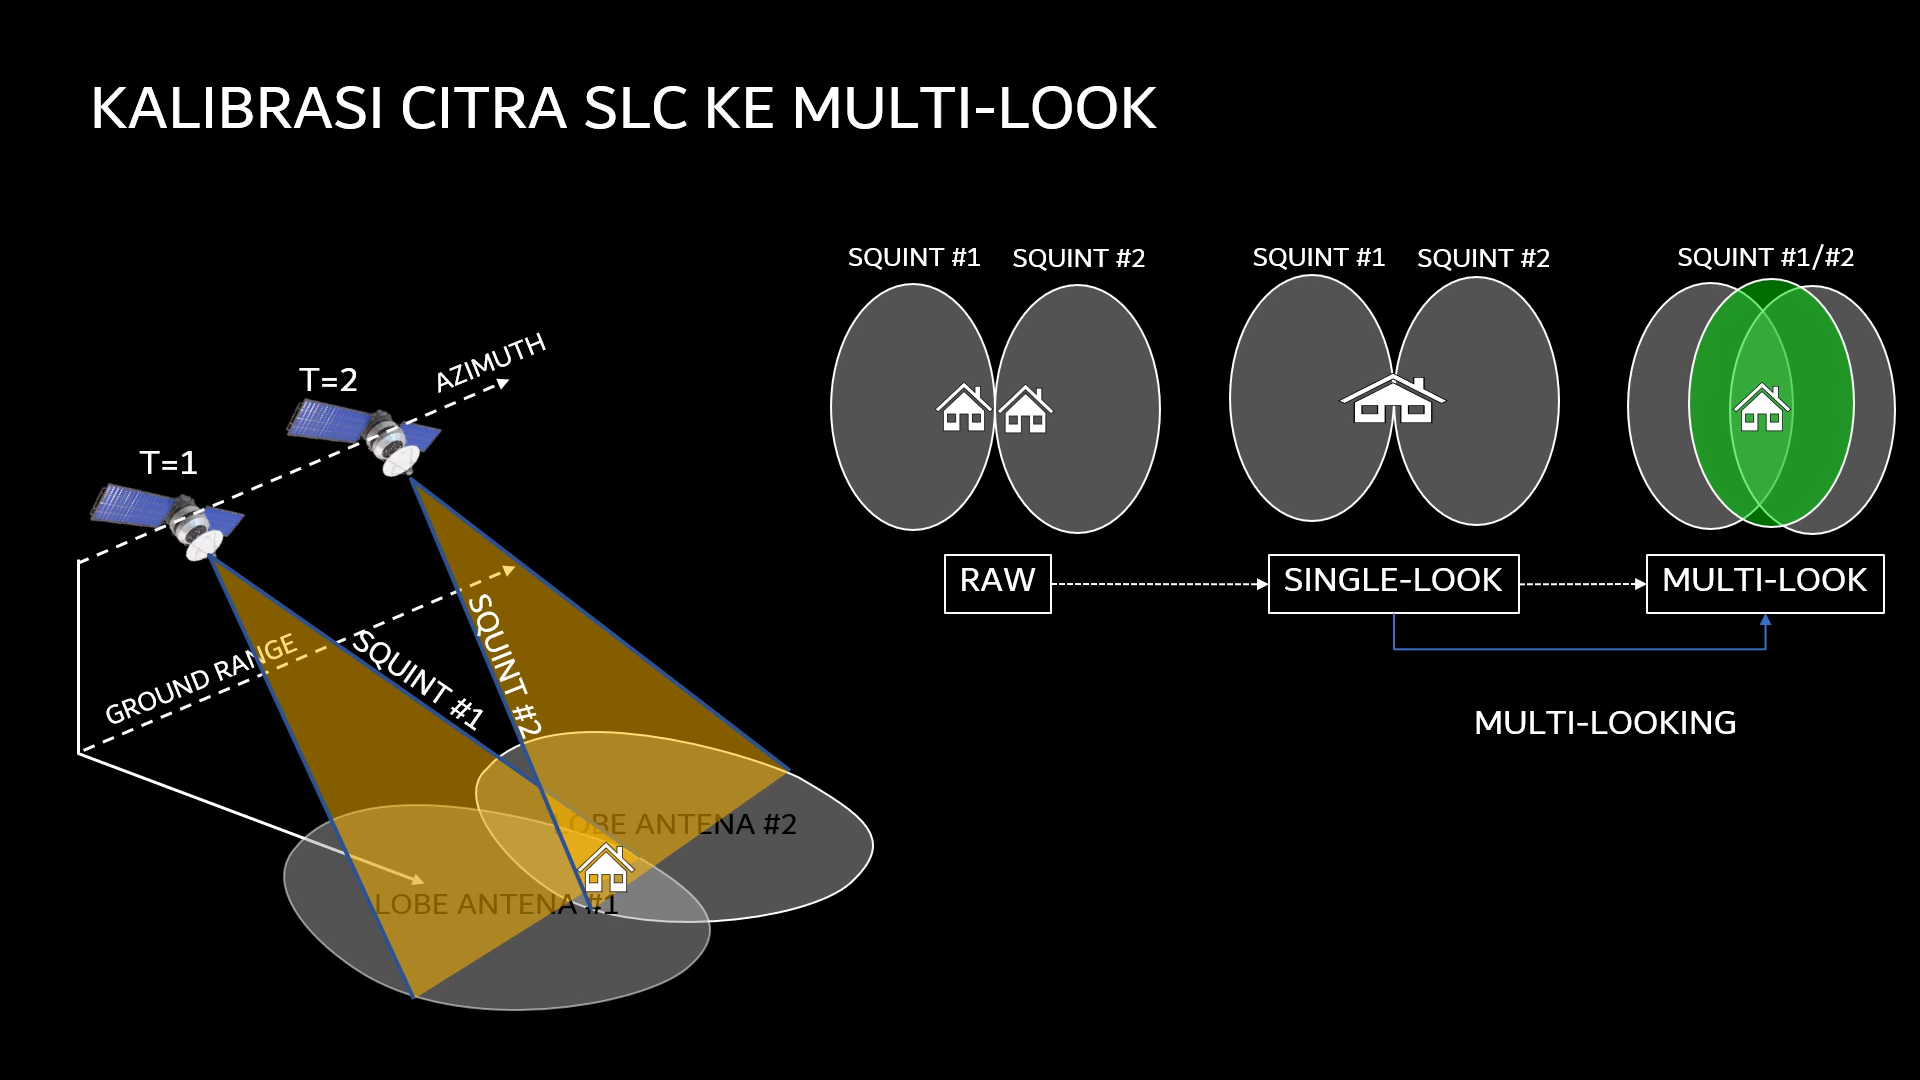 KALIBRASI CITRA SLC KE MULTI-LOOK
SQUINT #1
SQUINT #2
SQUINT #1
SQUINT #2
SQUINT #1/#2
AZIMUTH
T=2
T=1
RAW
SINGLE-LOOK
MULTI-LOOK
GROUND RANGE
SQUINT #1
SQUINT #2
MULTI-LOOKING
LOBE ANTENA #2
LOBE ANTENA #1